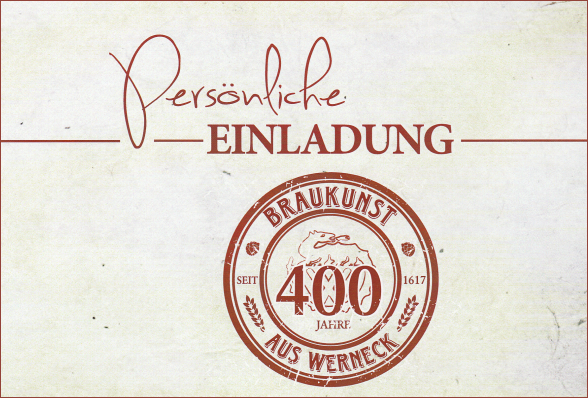 Persönliche
EINLADUNG
BRAUKUNST
SEIT 1617
400
JAHRE
AUS WERNECK